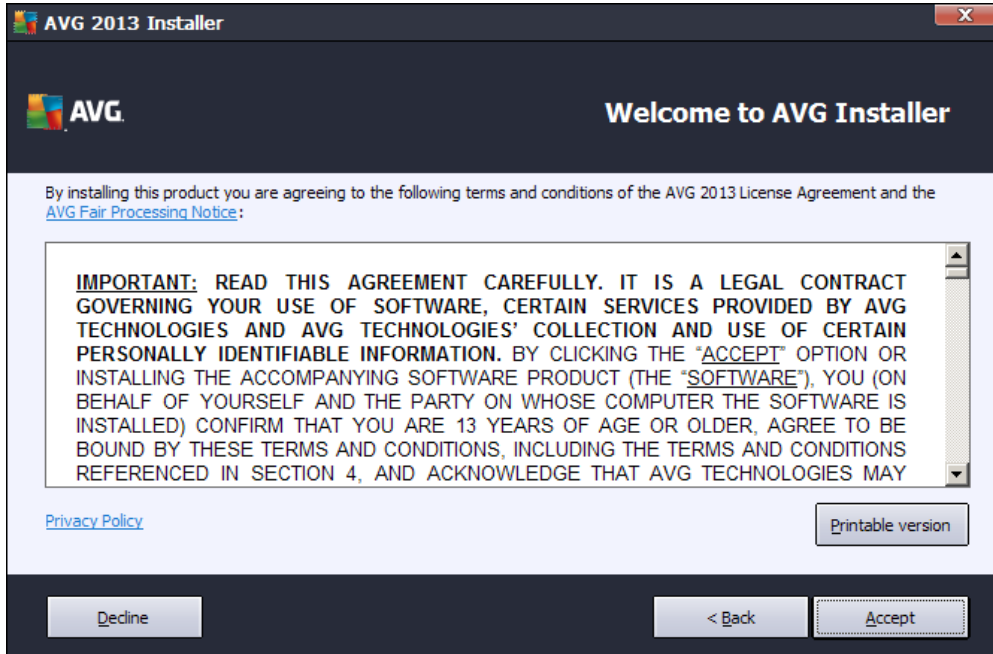 AVG 2013 Installer
AVG.
Welcome to AVG Installer
By installing this product you are agreeing to the following terms and conditions of the AVG 2013 License Agreement and the
AVG Fair Processing Notice:
IMPORTANT: READ THIS AGREEMENT CAREFULLY. IT IS A LEGAL CONTRACT
GOVERNING YOUR USE OF SOFTWARE, CERTAIN SERVICES PROVIDED BY AVG
TECHNOLOGIES AND AVG TECHNOLOGIES’ COLLECTION AND USE OF CERTAIN
PERSONALLY IDENTIFIABLE INFORMATION. BY CLICKING THE “ACCEPT” OPTION OR
INSTALLING THE ACCOMPANYING SOFTWARE PRODUCT (THE “SOFTWARE”), YOU (ON
BEHALF OF YOURSELF AND THE PARTY ON WHOSE COMPUTER THE SOFTWARE IS
INSTALLED) CONFIRM THAT YOU ARE 13 YEARS OF AGE OR OLDER, AGREE TO BE
BOUND BY THESE TERMS AND CONDITIONS, INCLUDING THE TERMS AND CONDITIONS
REFERENCED IN SECTION 4, AND ACKNOWLEDGE THAT AVG TECHNOLOGIES MAY
Privacy Policy
Printable version
Decline
< Back
Accept